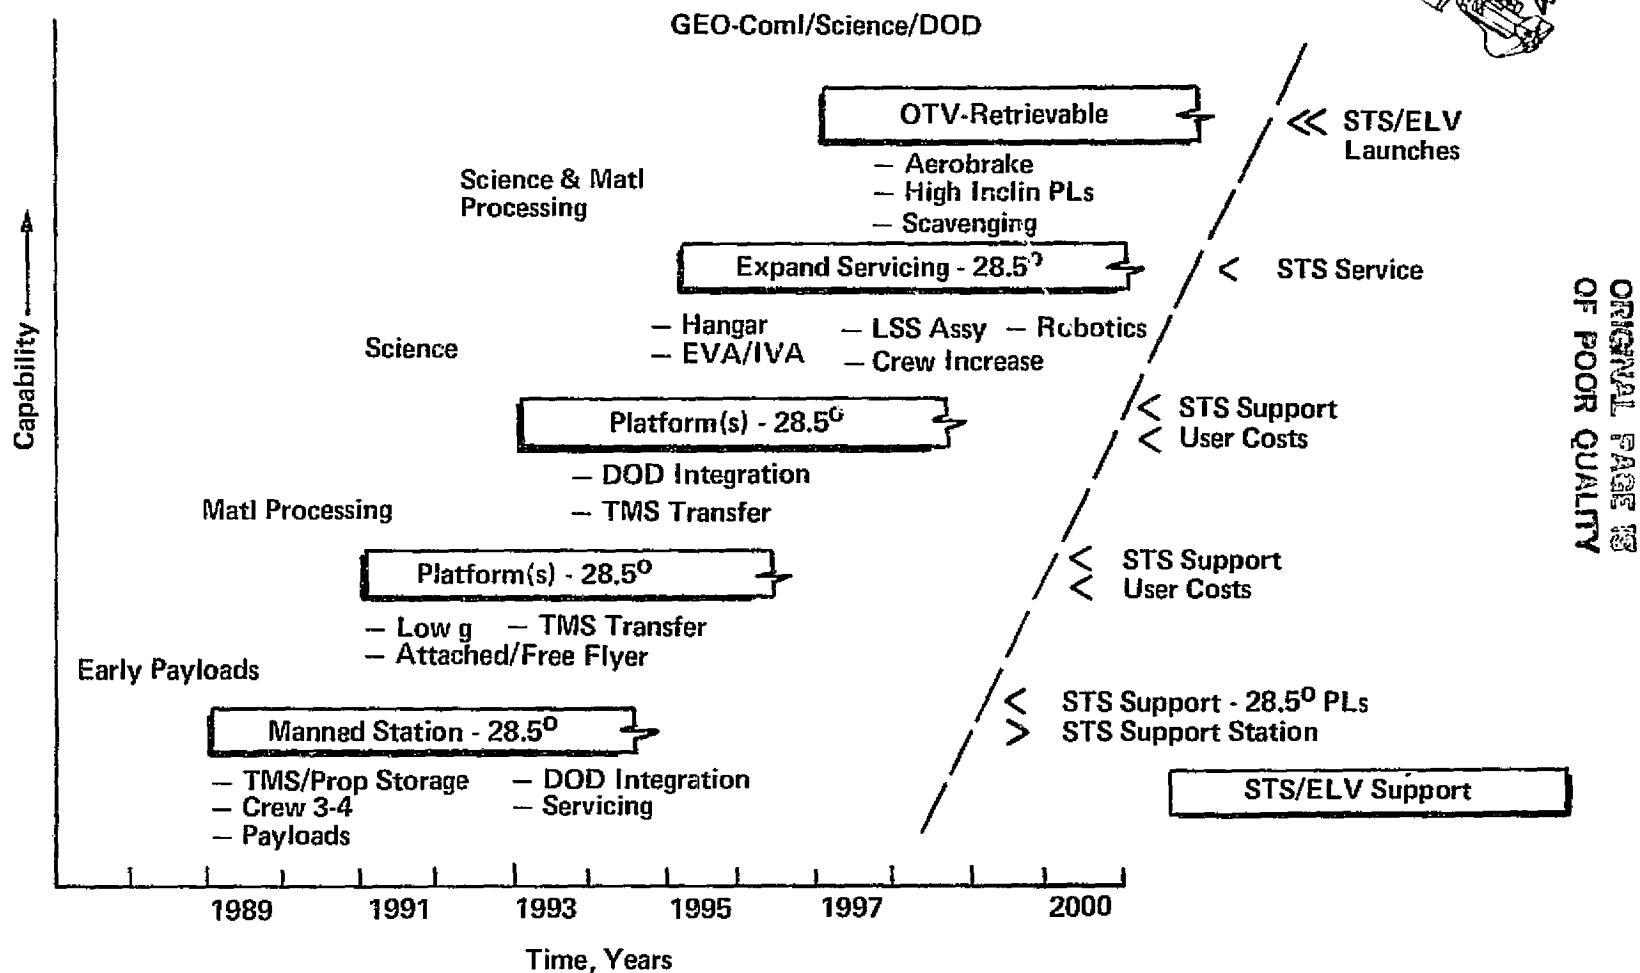 GEO-Coml/Science/DOD
OTV-Retrievable
— Aerobrake
— High Inclin PLs
— Scavenging
<< STS/ELV
Launches
Science & Matl
Processing
Expand Servicing - 28.5⁰
— Hangar
— EVA/IVA
— LSS Assy
— Robotics
— Crew Increase
< STS Service
Science
Platform(s) - 28.5⁰
— DOD Integration
— TMS Transfer
< STS Support
< User Costs
Matl Processing
Platform(s) - 28.5⁰
— Low g
— TMS Transfer
— Attached/Free Flyer
< STS Support
< User Costs
Early Payloads
Manned Station - 28.5⁰
— TMS/Prop Storage
— Crew 3-4
— Payloads
— DOD Integration
— Servicing
< STS Support - 28.5⁰ PLs
> STS Support Station
STS/ELV Support
Capability
1989 1991 1993 1995 1997 2000
Time, Years
ORIGINAL PAGE IS
OF POOR QUALITY